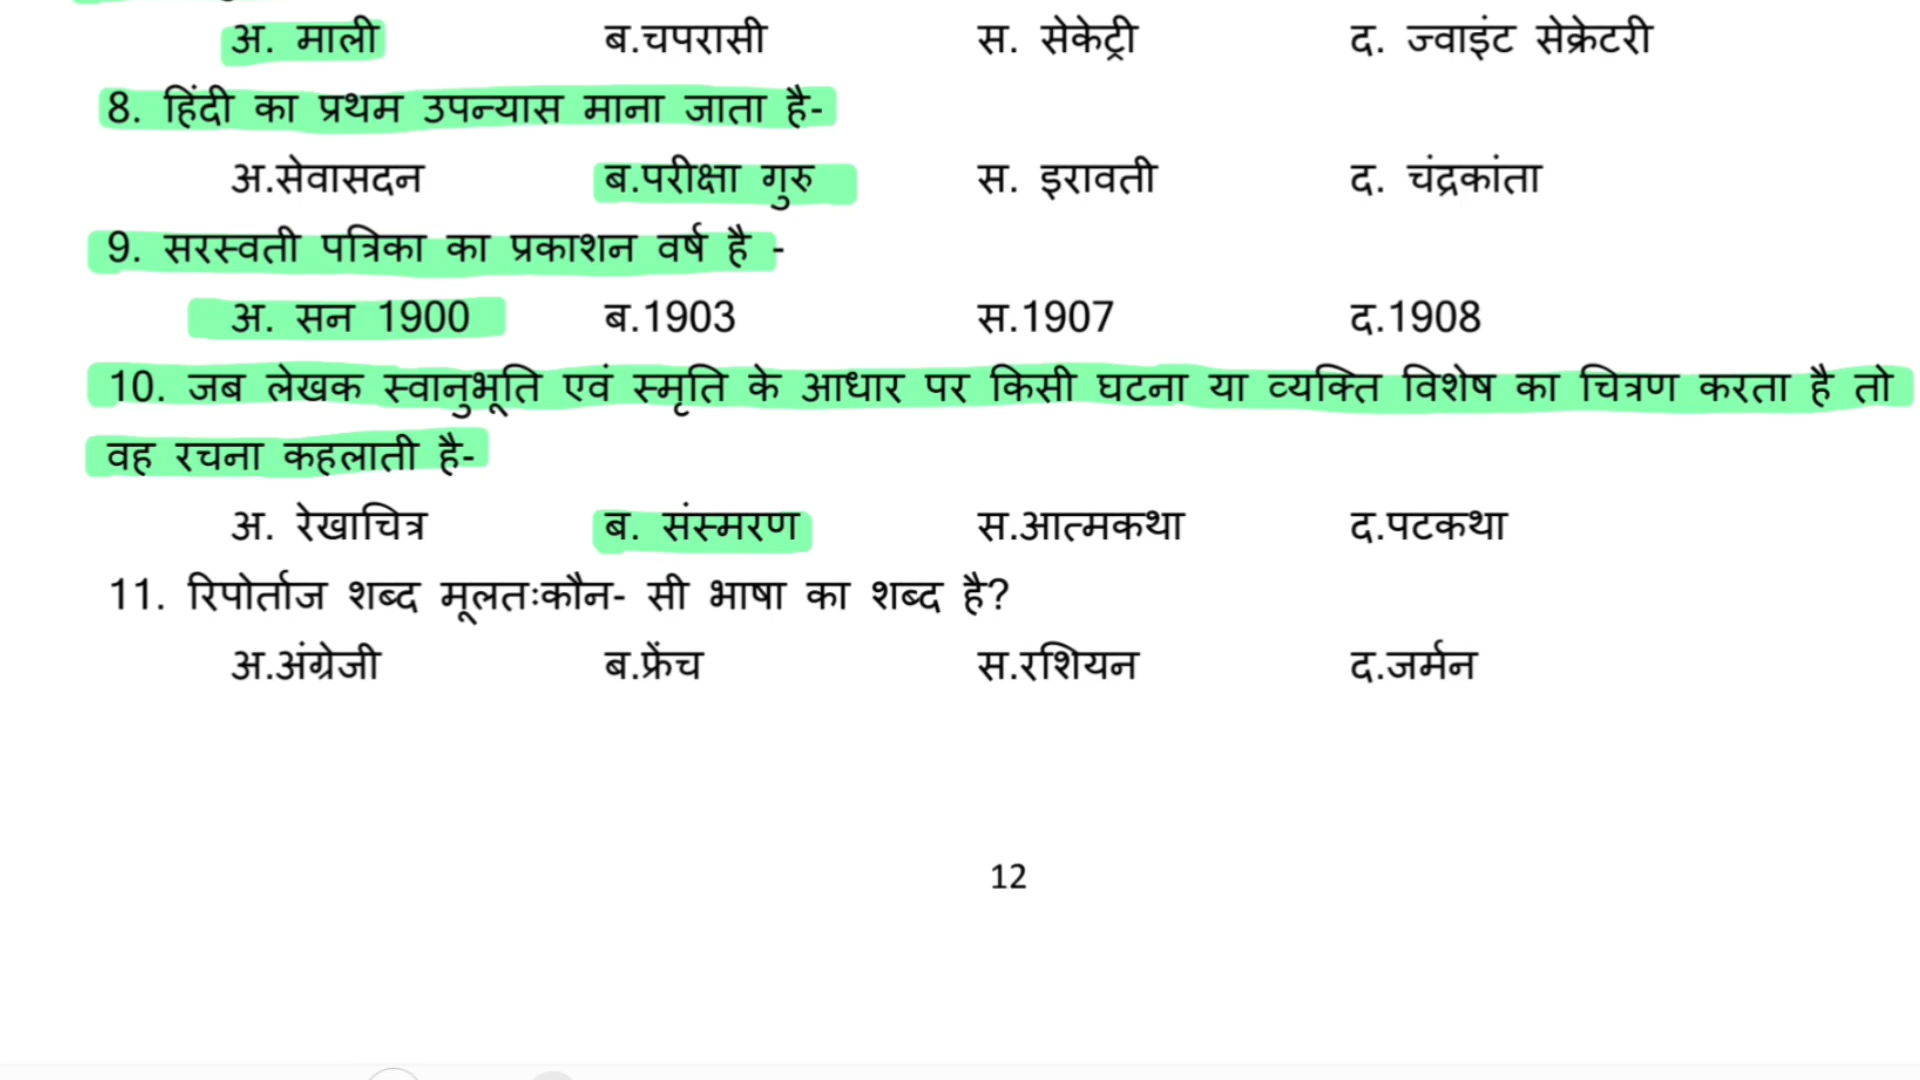 अ. माली ब.चपरासी स. सेकेट्री द. ज्वाइंट सेक्रेटरी
8. हिंदी का प्रथम उपन्यास माना जाता है-
अ.सेवासदन ब.परीक्षा गुरु स. इरावती द. चंद्रकांता
9. सरस्वती पत्रिका का प्रकाशन वर्ष है -
अ. सन 1900 ब.1903 स.1907 द.1908
10. जब लेखक स्वानुभूति एवं स्मृति के आधार पर किसी घटना या व्यक्ति विशेष का चित्रण करता है तो
वह रचना कहलाती है-
अ. रेखाचित्र ब. संस्मरण स.आत्मकथा द.पटकथा
11. रिपोर्ताज शब्द मूलतःकौन- सी भाषा का शब्द है?
अ.अंग्रेजी ब.फ्रेंच स.रशियन द.जर्मन
12